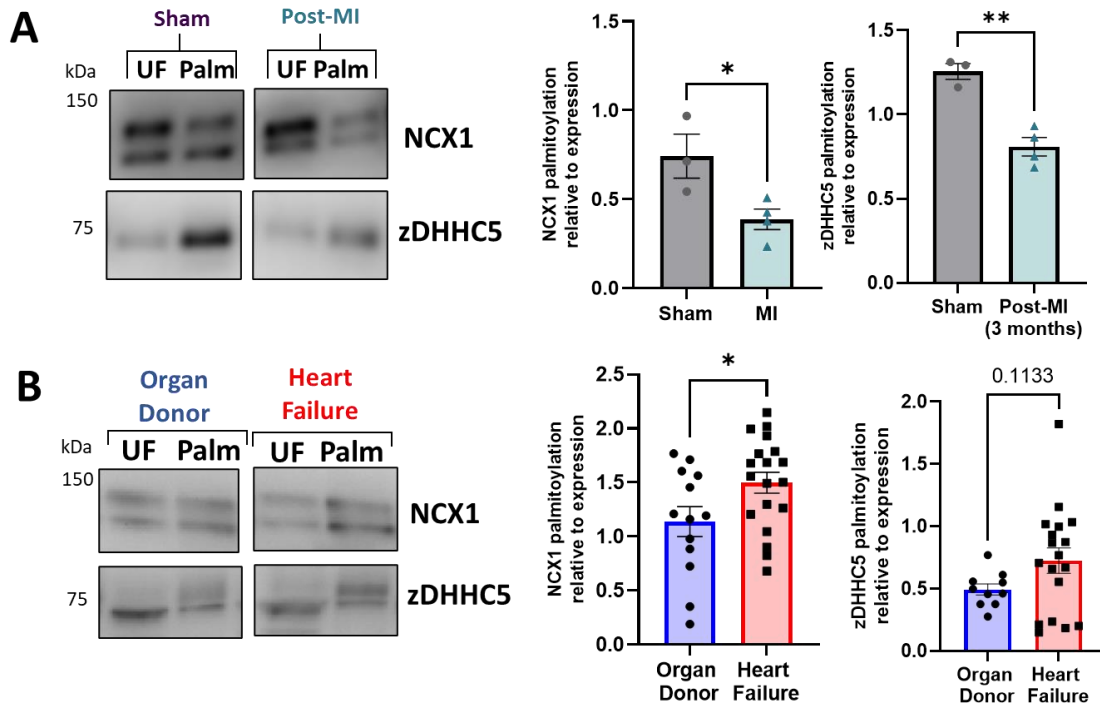 A
Sham
Post-MI
kDa
UF Palm
UF Palm
150
NCX1
75
zDHHC5
NCX1 palmitoylation
relative to expression
1.5
1.0
0.5
0.0
*
Sham
MI
zDHHC5 palmitoylation
relative to expression
1.5
1.0
0.5
0.0
**
Sham
Post-MI
(3 months)
B
Organ
Donor
Heart
Failure
kDa
UF Palm
UF Palm
150
NCX1
75
zDHHC5
NCX1 palmitoylation
relative to expression
2.5
2.0
1.5
1.0
0.5
0.0
*
Organ
Donor
Heart
Failure
zDHHC5 palmitoylation
relative to expression
2.0
1.5
1.0
0.5
0.0
0.1133
Organ
Donor
Heart
Failure